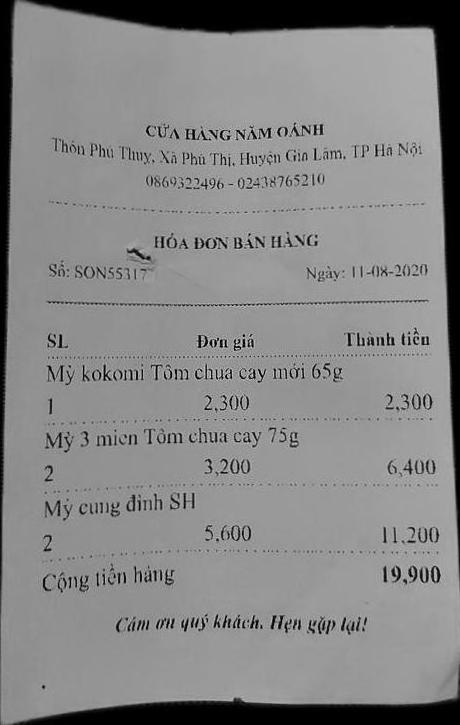 CỬA HÀNG NĂM OÁNH
Thôn Phú Thụy, Xã Phú Thị, Huyện Gia Lâm, TP Hà Nội
0869322496 - 02438765210
HÓA ĐƠN BÁN HÀNG
Số: SON55317 Ngày: 11-08-2020
SL Đơn giá Thành tiền
Mỳ kokomi Tôm chua cay mới 65g
1 2,300 2,300
Mỳ 3 miền Tôm chua cay 75g
2 3,200 6,400
Mỳ cung đình SH
2 5,600 11,200
Cộng tiền hàng 19,900
Cám ơn quý khách. Hẹn gặp lại!